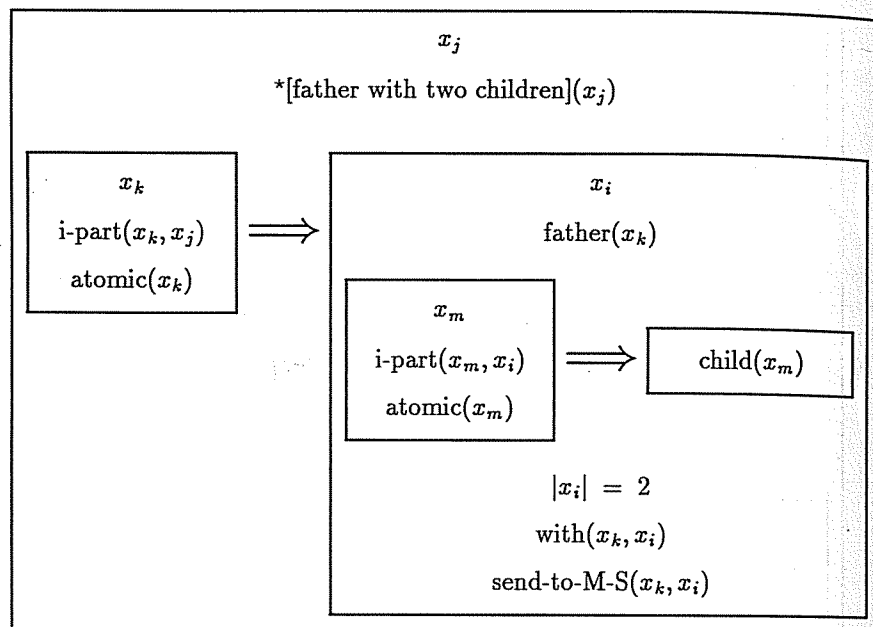 x_j
*[father with two children](x_j)
x_k
i-part(x_k, x_j)
atomic(x_k)
⟹
x_i
father(x_k)
x_m
i-part(x_m, x_i)
atomic(x_m)
⟹
child(x_m)
|x_i| = 2
with(x_k, x_i)
send-to-M-S(x_k, x_i)